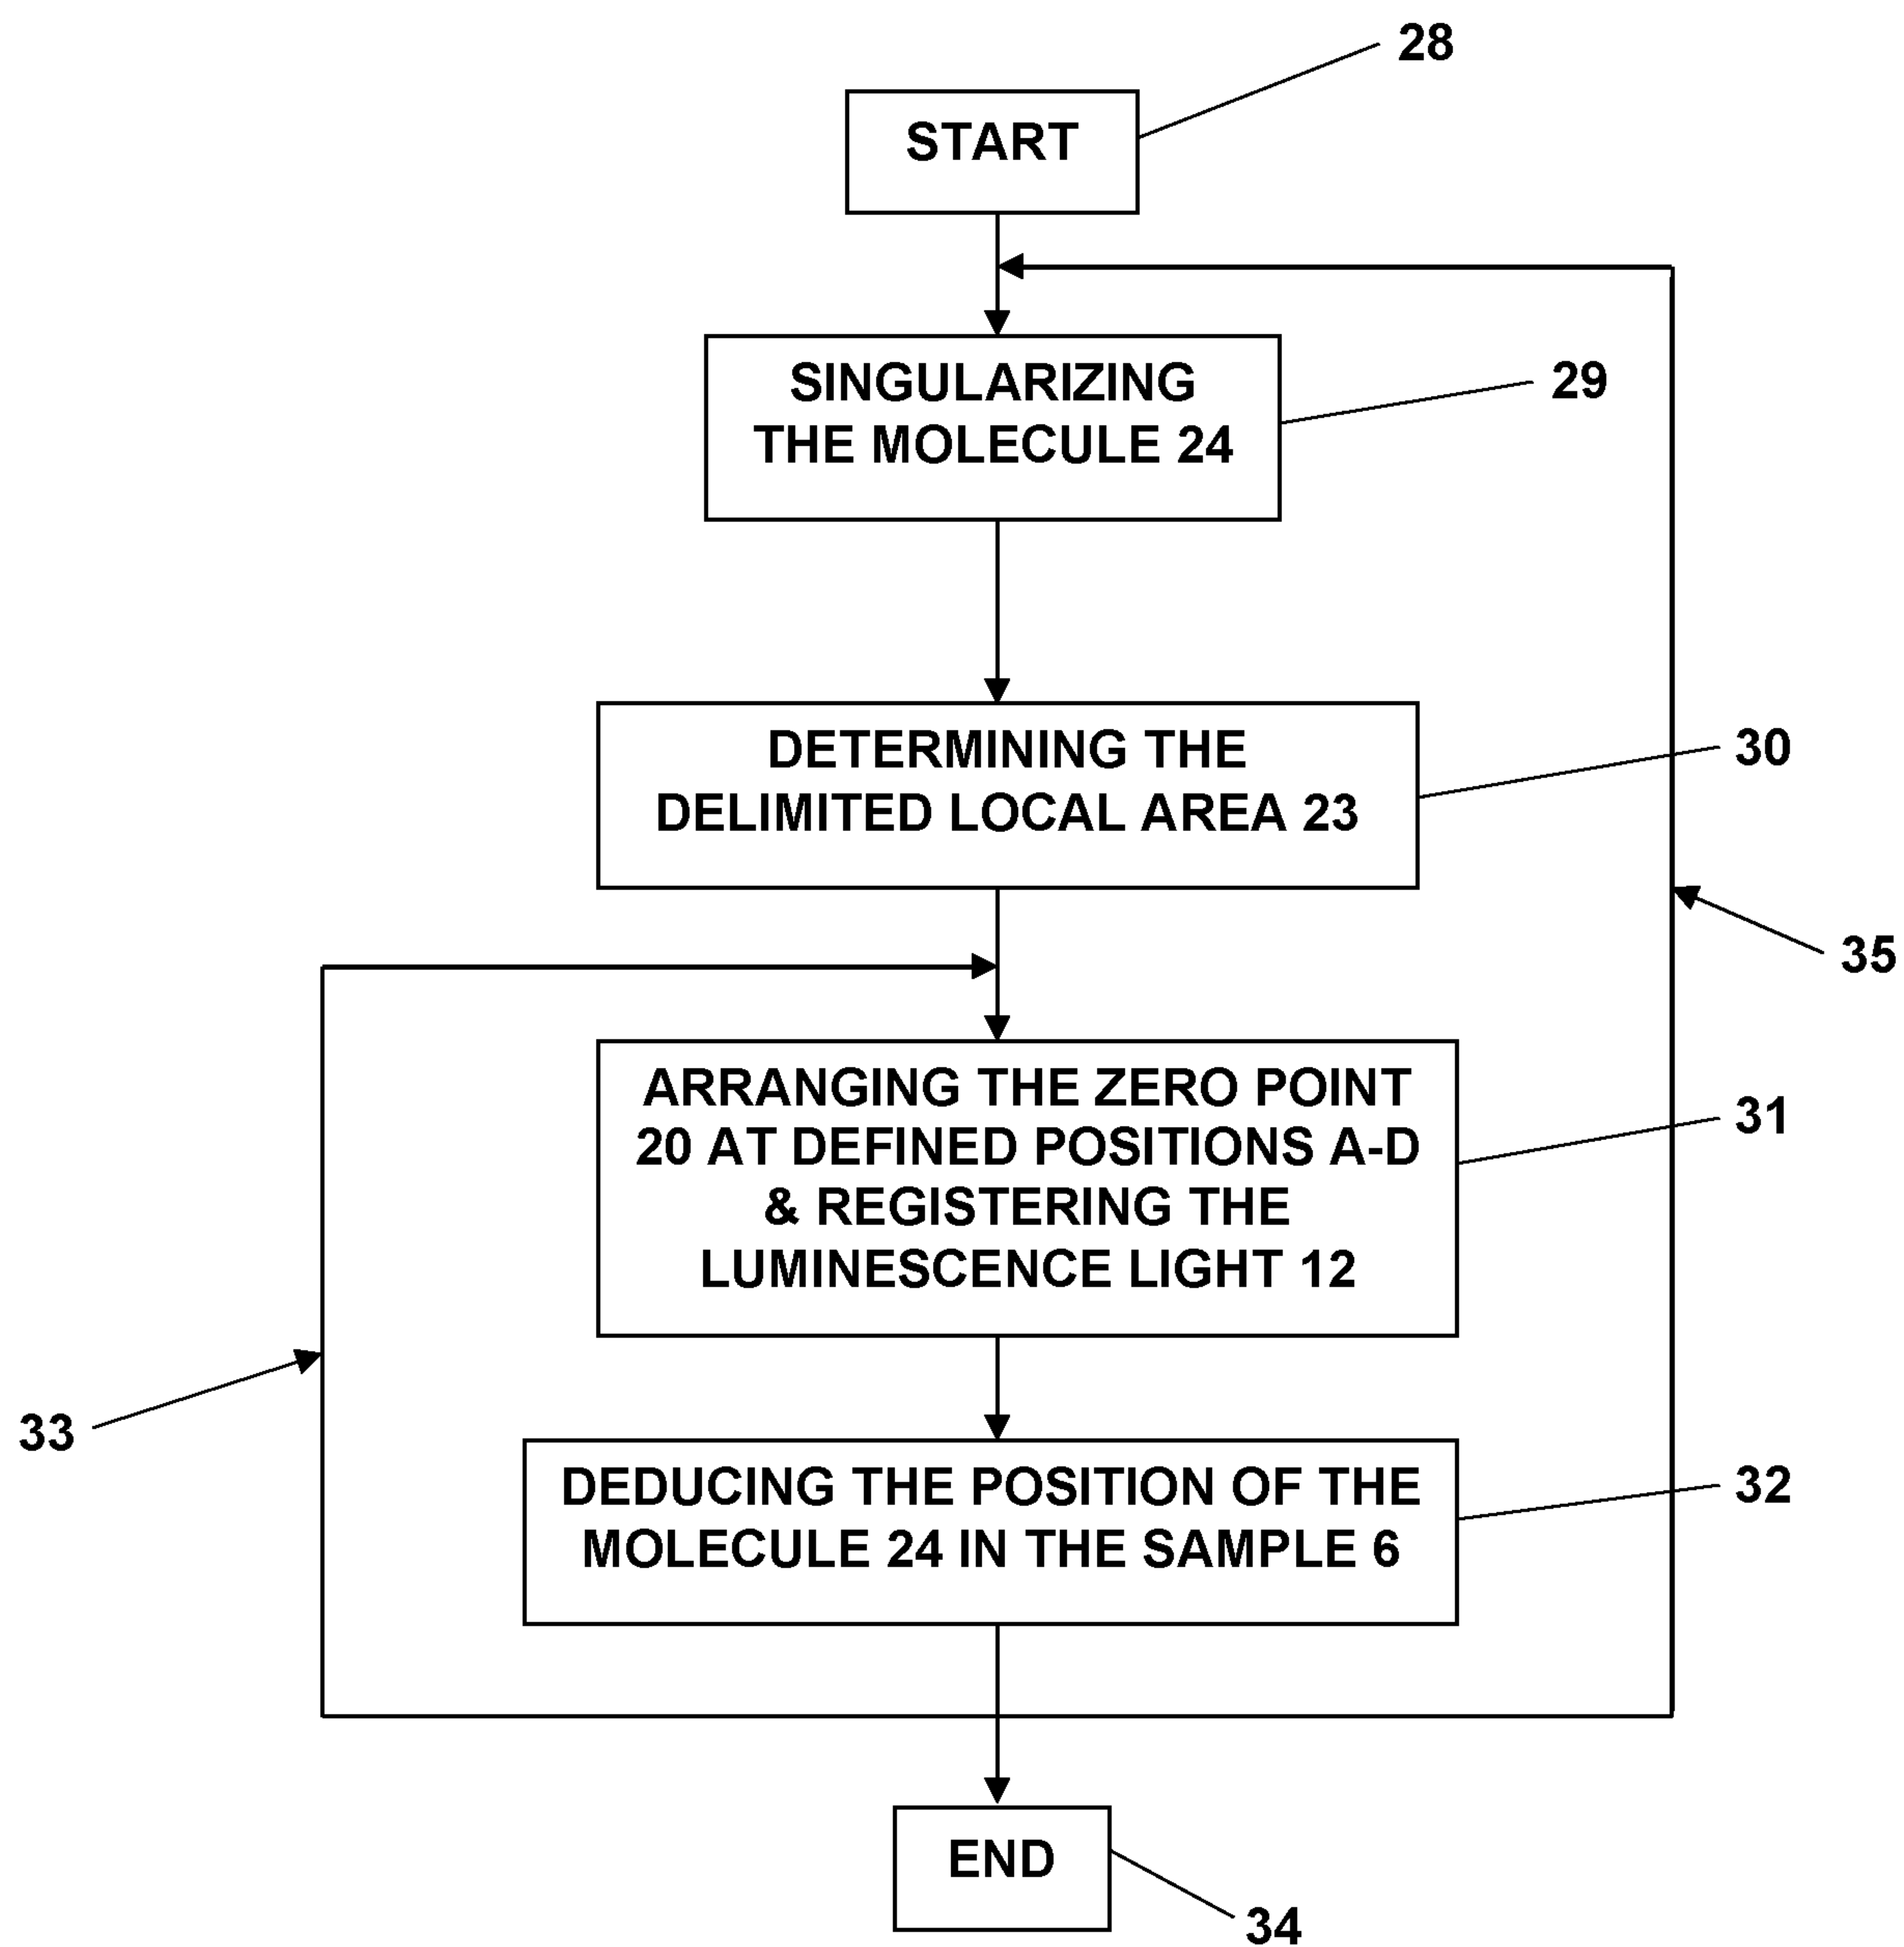 28
START
SINGULARIZING
THE MOLECULE 24
29
DETERMINING THE
DELIMITED LOCAL AREA 23
30
35
ARRANGING THE ZERO POINT
20 AT DEFINED POSITIONS A-D
& REGISTERING THE
LUMINESCENCE LIGHT 12
31
33
DEDUCING THE POSITION OF THE
MOLECULE 24 IN THE SAMPLE 6
32
END
34